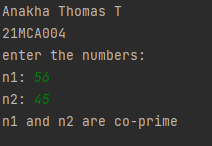 Anakha Thomas T
21MCA004
enter the numbers:
n1: 56
n2: 45
n1 and n2 are co-prime